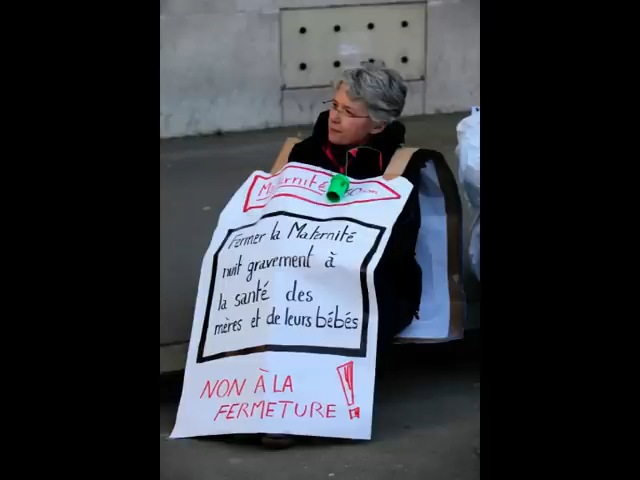 Maternité
Fermer la Maternité
nuit gravement à
la santé des
mères et de leurs bébés
NON À LA
FERMETURE !